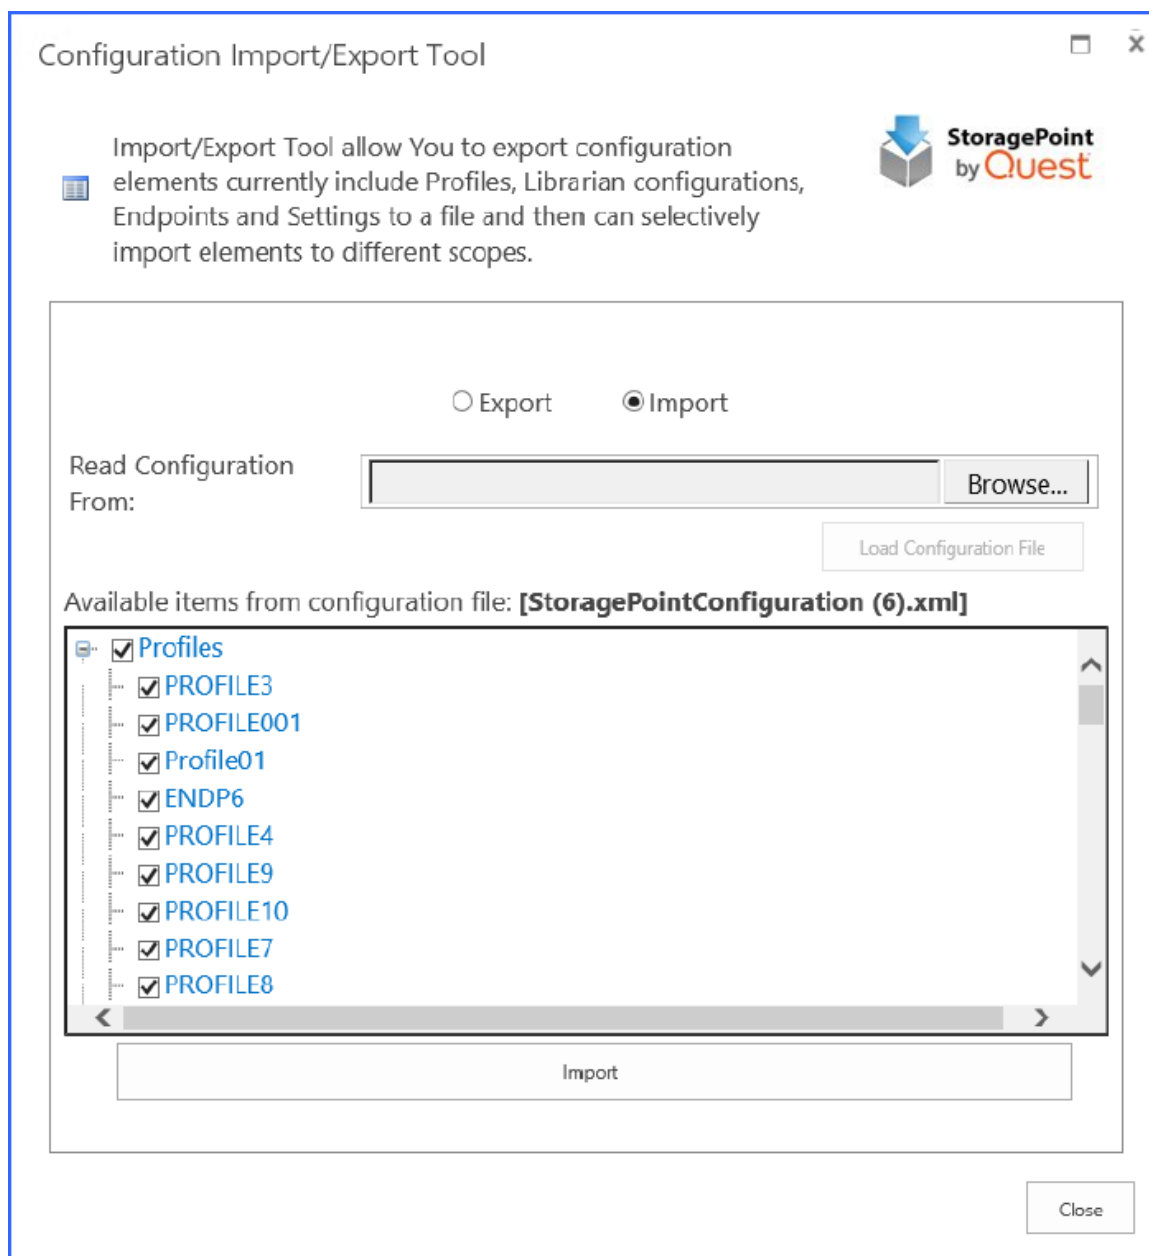 Configuration Import/Export Tool
Import/Export Tool allow You to export configuration
elements currently include Profiles, Librarian configurations,
Endpoints and Settings to a file and then can selectively
import elements to different scopes.
StoragePoint
by Quest
Export Import
Read Configuration
From:
Browse...
Load Configuration File
Available items from configuration file: [StoragePointConfiguration (6).xml]
Profiles
PROFILE3
PROFILE001
Profile01
ENDP6
PROFILE4
PROFILE9
PROFILE10
PROFILE7
PROFILE8
Import
Close